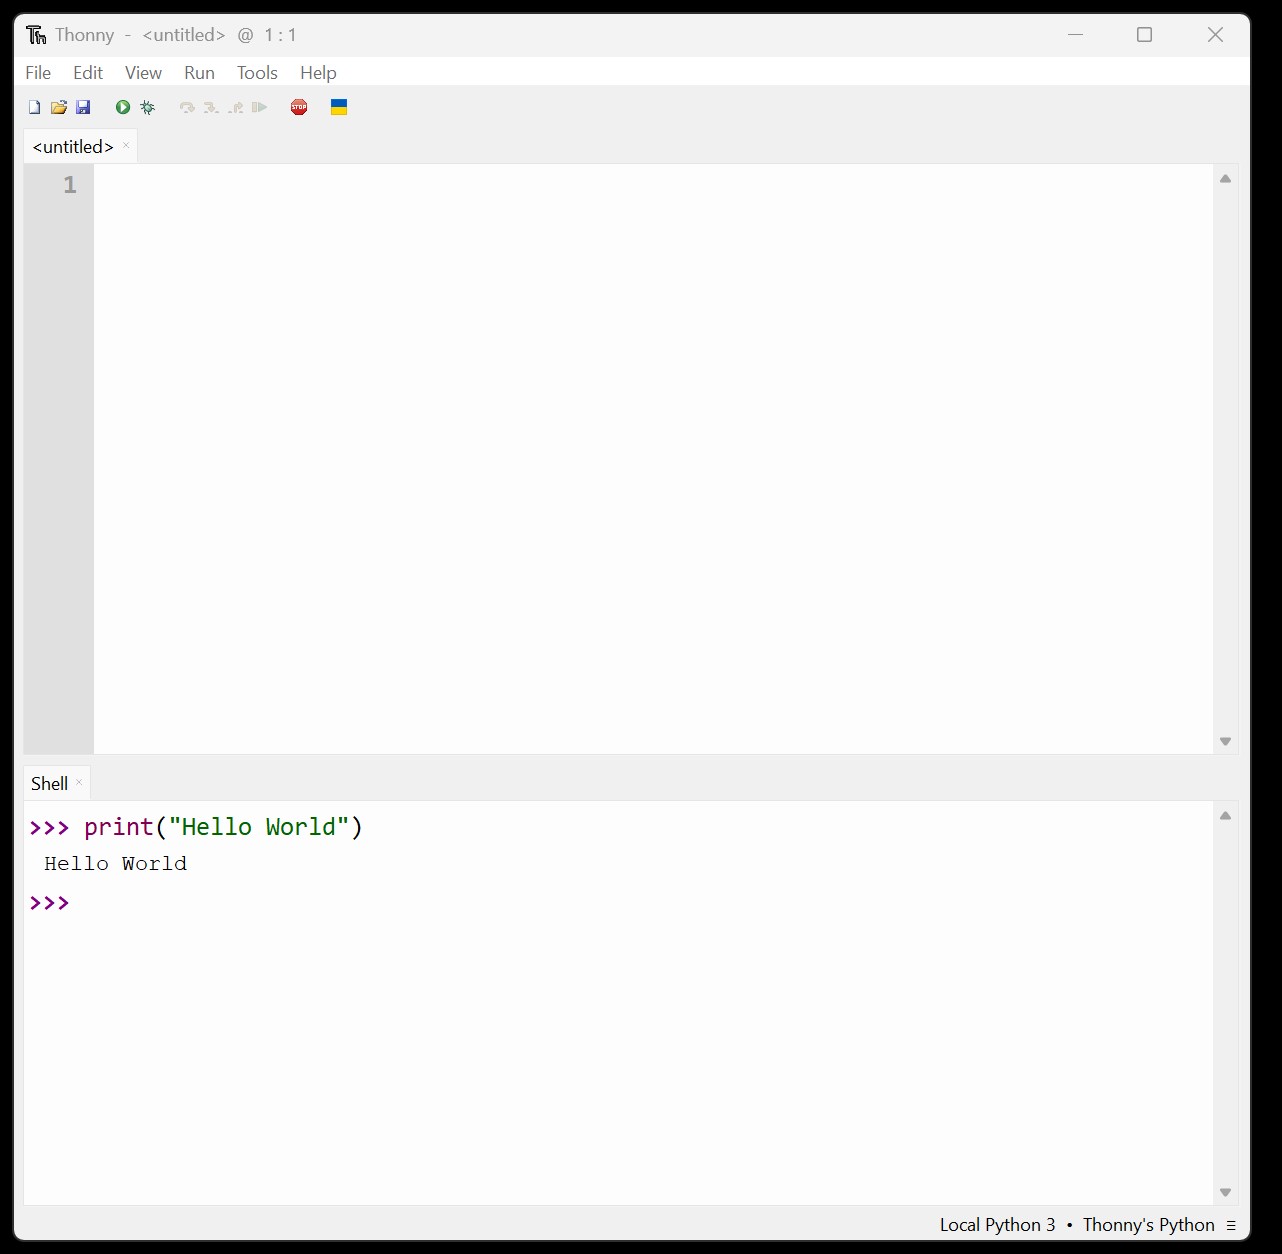 Thonny - <untitled> @ 1 : 1
File Edit View Run Tools Help
STOP
<untitled> ×
1
Shell ×
>>> print("Hello World")
Hello World
>>>
Local Python 3 • Thonny's Python ≡